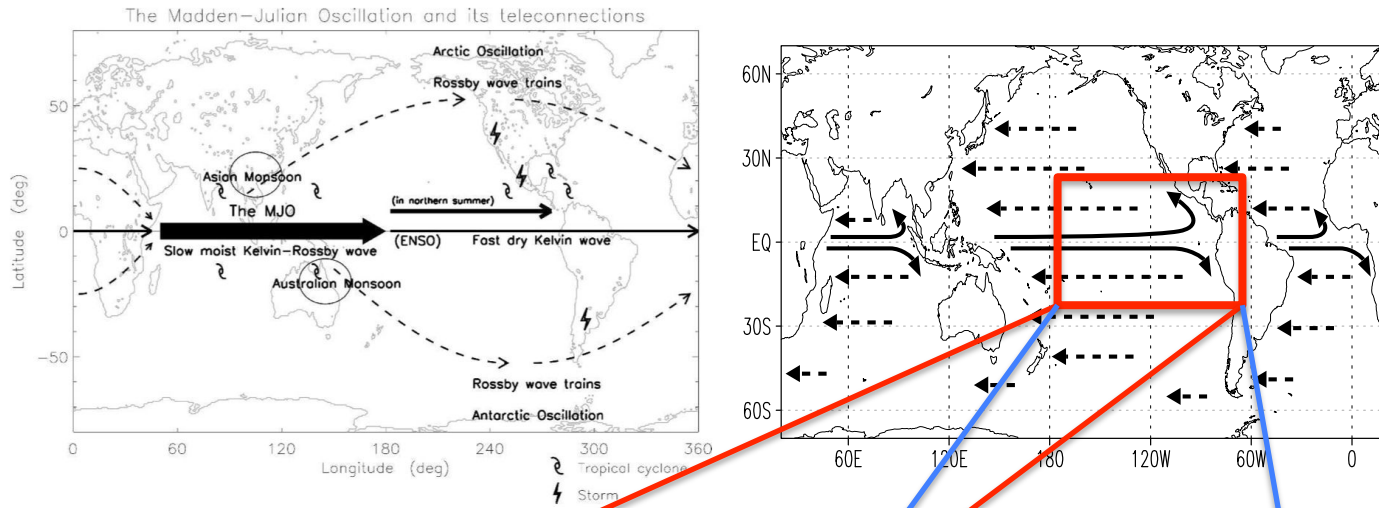 The Madden-Julian Oscillation and its teleconnections
Arctic Oscillation
Rossby wave trains
50
Asian Monsoon
The MJO
(in northern summer)
0
(ENSO)
Fast dry Kelvin wave
Slow moist Kelvin-Rossby wave
Australian Monsoon
-50
Rossby wave trains
Antarctic Oscillation
0 60 120 180 240 300 360
Latitude (deg)
Longitude (deg)
Tropical cyclone
Storm
70N
30N
EQ
30S
60S
60E 120E 180 120W 60W 0